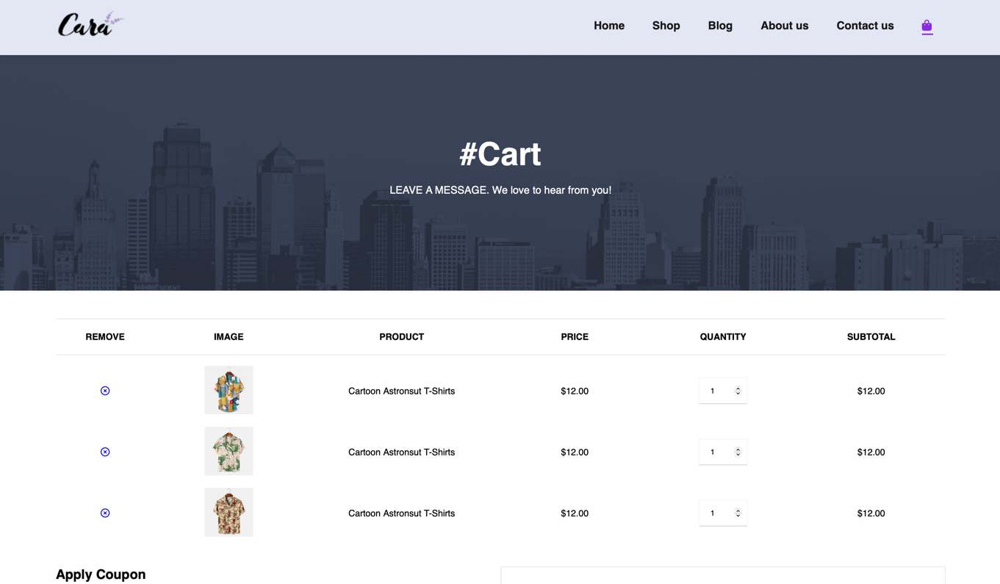 Cara
Home Shop Blog About us Contact us
#Cart
LEAVE A MESSAGE. We love to hear from you!
REMOVE IMAGE PRODUCT PRICE QUANTITY SUBTOTAL
Cartoon Astronsut T-Shirts $12.00 1 $12.00
Cartoon Astronsut T-Shirts $12.00 1 $12.00
Cartoon Astronsut T-Shirts $12.00 1 $12.00
Apply Coupon